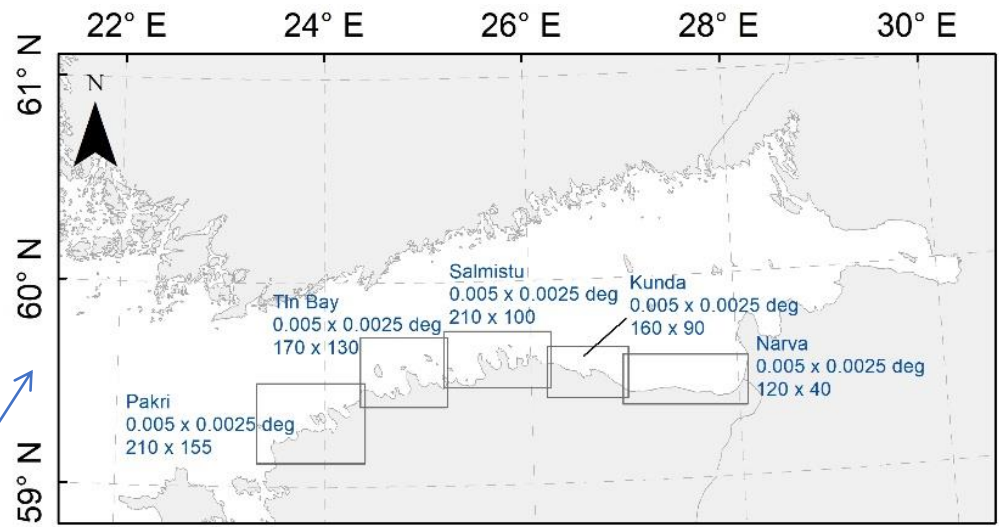 22° E 24° E 26° E 28° E 30° E
61° N
60° N
59° N
N
Salmistu
0.005 x 0.0025 deg
210 x 100
Kunda
0.005 x 0.0025 deg
160 x 90
Tln Bay
0.005 x 0.0025 deg
170 x 130
Narva
0.005 x 0.0025 deg
120 x 40
Pakri
0.005 x 0.0025 deg
210 x 155